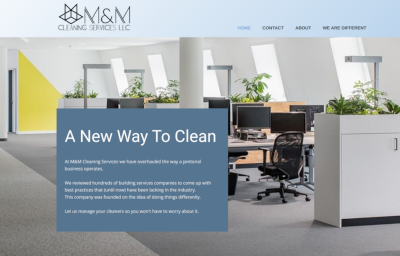 M&M
CLEANING SERVICES LLC
HOME CONTACT ABOUT WE ARE DIFFERENT
A New Way To Clean
At M&M Cleaning Services we have overhauled the way a janitorial
business operates.
We reviewed hundreds of building services companies to come up with
best practices that (until now) have been lacking in the industry.
This company was founded on the idea of doing things differently.
Let us manage your cleaners so you won't have to worry about it.